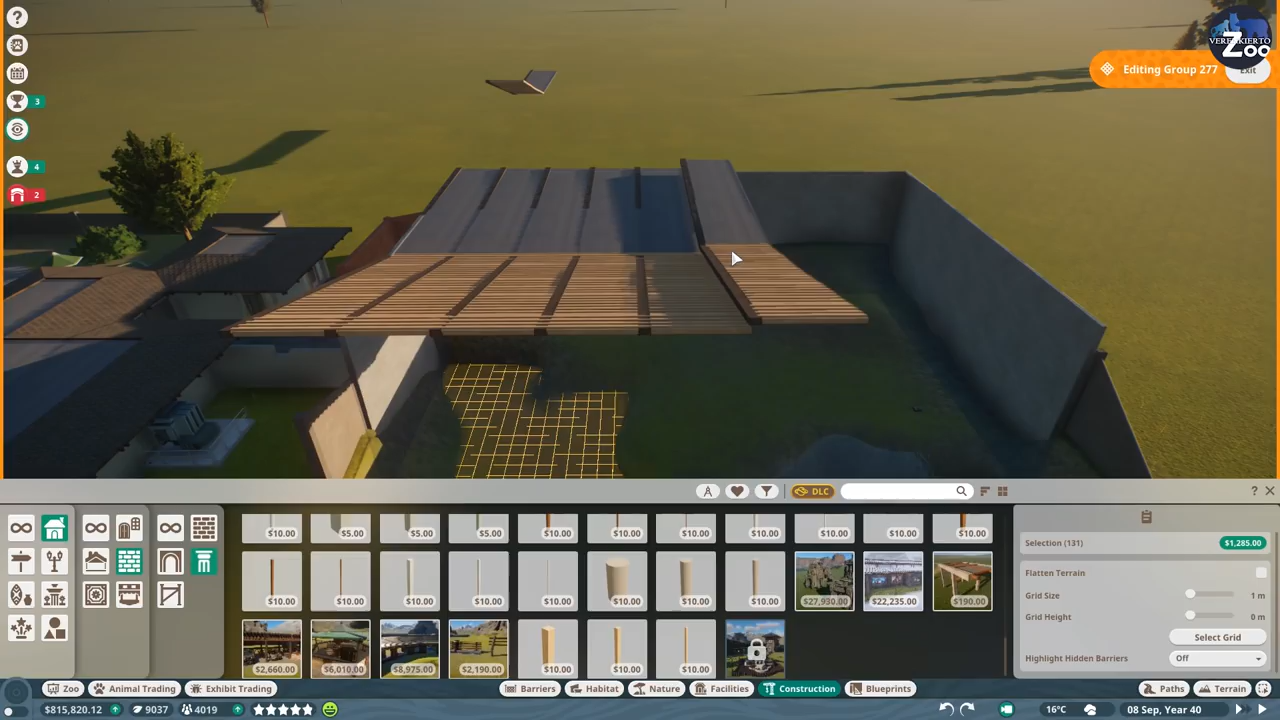 VEREKKIERTO
Zoo
Editing Group 277
Exit
3
4
2
DLC
?
$10.00 $5.00 $5.00 $10.00 $10.00 $10.00 $10.00 $10.00 $10.00 $10.00 $10.00
$10.00 $10.00 $10.00 $10.00 $10.00 $10.00 $10.00 $10.00 $27,930.00 $22,235.00 $190.00
$2,660.00 $6,010.00 $8,975.00 $2,190.00 $10.00 $10.00 $10.00
Selection (131) $1,285.00
Flatten Terrain
Grid Size 1 m
Grid Height 0 m
Select Grid
Highlight Hidden Barriers Off
Zoo Animal Trading Exhibit Trading Barriers Habitat Nature Facilities Construction Blueprints Paths Terrain
$815,820.12 9037 4019 16°C 08 Sep, Year 40